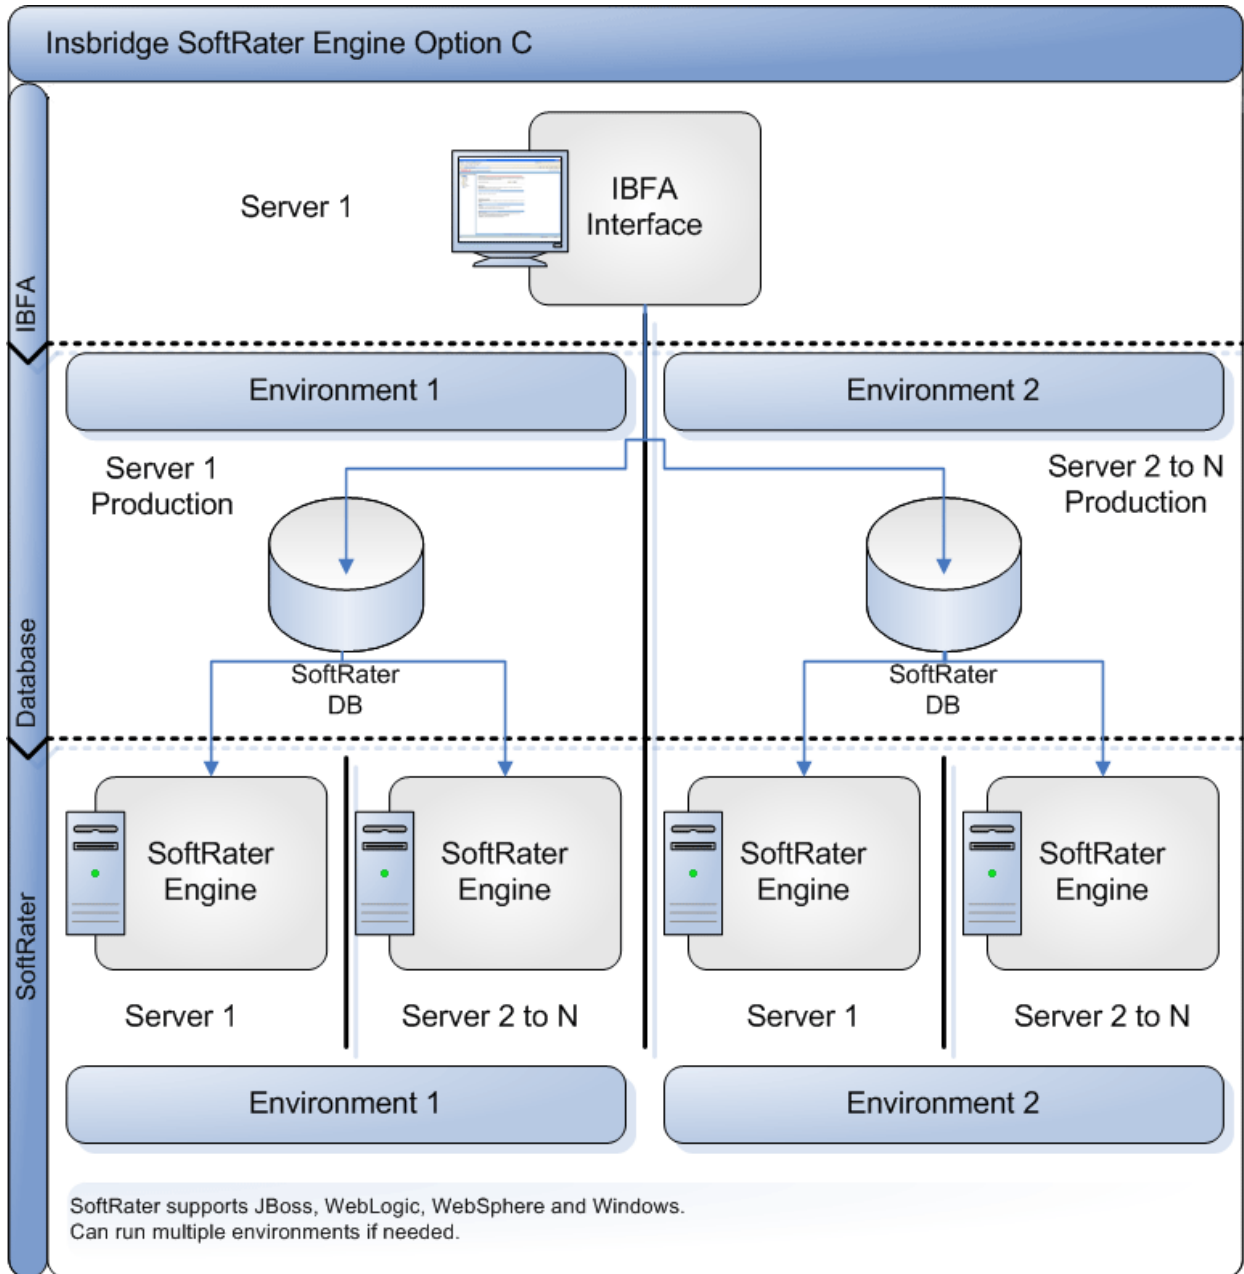 Insbridge SoftRater Engine Option C
IBFA
Server 1
IBFA
Interface
Database
Environment 1
Environment 2
Server 1
Production
Server 2 to N
Production
SoftRater
DB
SoftRater
DB
SoftRater
SoftRater
Engine
SoftRater
Engine
SoftRater
Engine
SoftRater
Engine
Server 1
Server 2 to N
Server 1
Server 2 to N
Environment 1
Environment 2
SoftRater supports JBoss, WebLogic, WebSphere and Windows.
Can run multiple environments if needed.